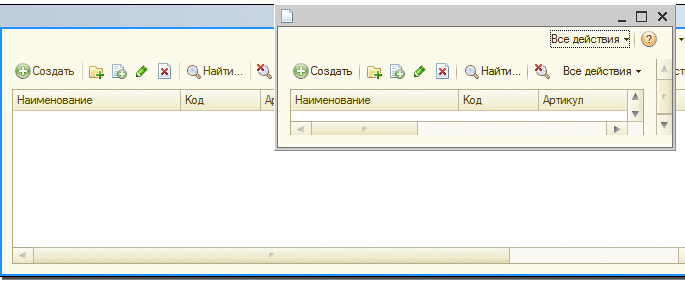 Все действия
Создать Найти...
Создать Найти... Все действия
Наименование Код
Наименование Код Артикул